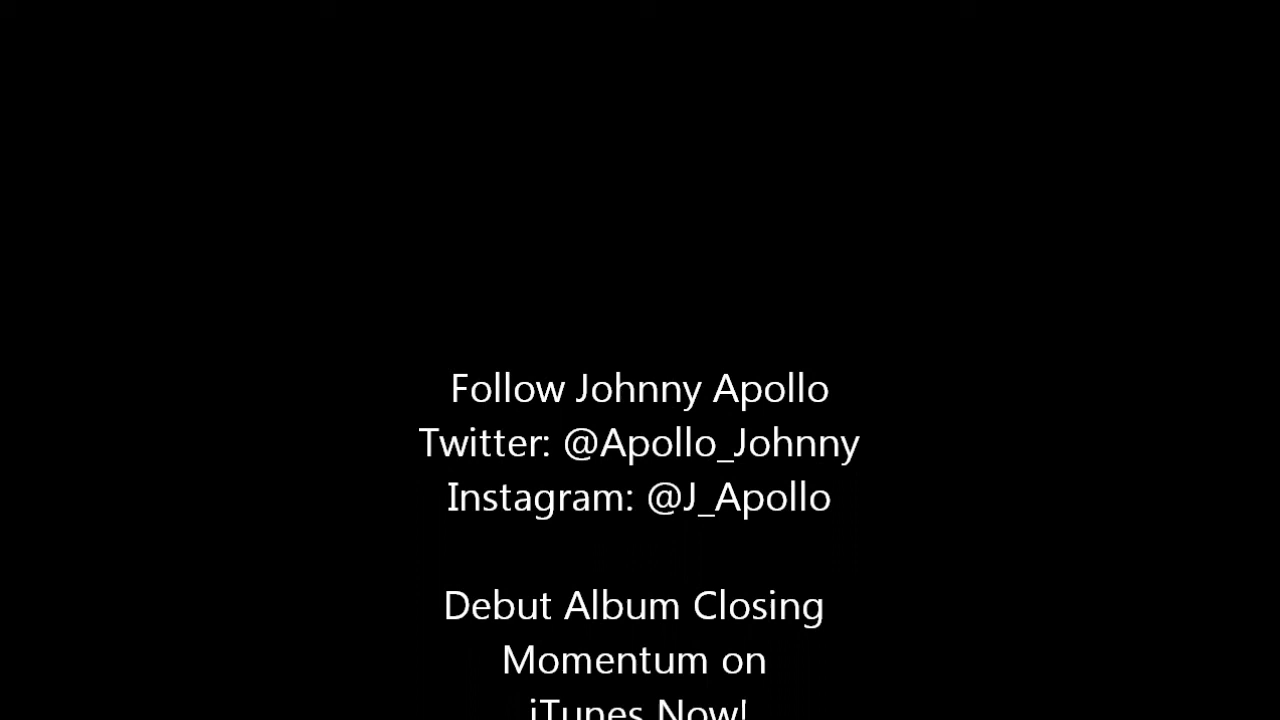 Follow Johnny Apollo
Twitter: @Apollo_Johnny
Instagram: @J_Apollo
Debut Album Closing
Momentum on
iTunes Now!